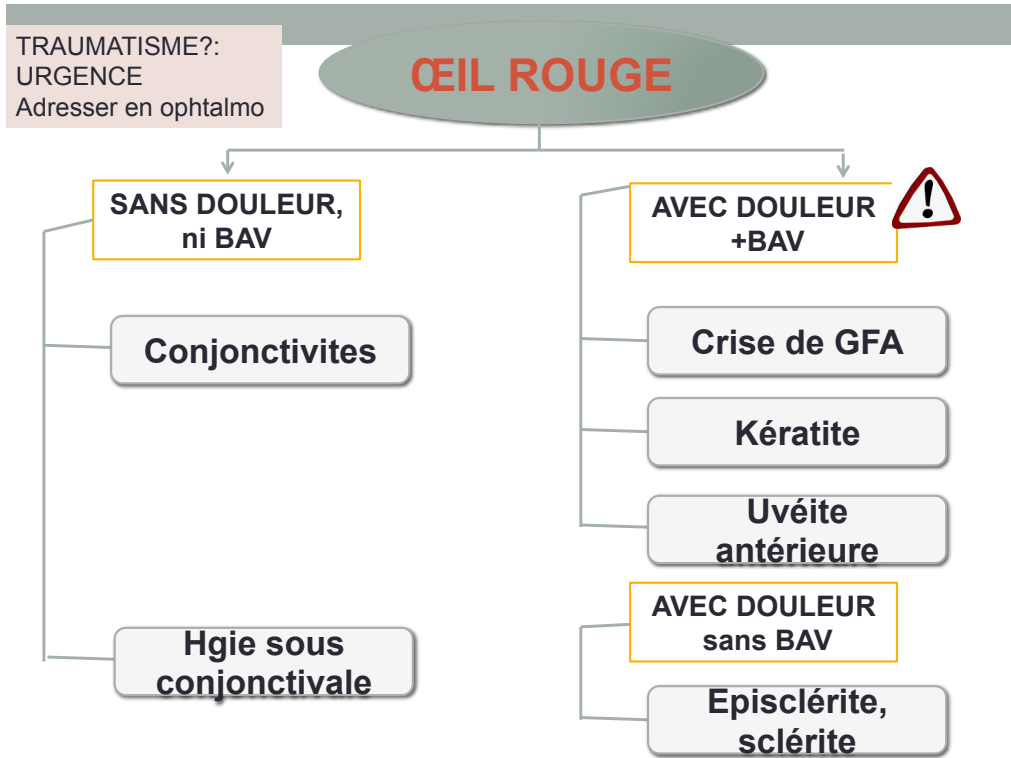 TRAUMATISME?:
URGENCE
Adresser en ophtalmo
ŒIL ROUGE
SANS DOULEUR,
ni BAV
Conjonctivites
Hgie sous
conjonctivale
AVEC DOULEUR
+BAV
!
Crise de GFA
Kératite
Uvéite
antérieure
AVEC DOULEUR
sans BAV
Episclérite,
sclérite